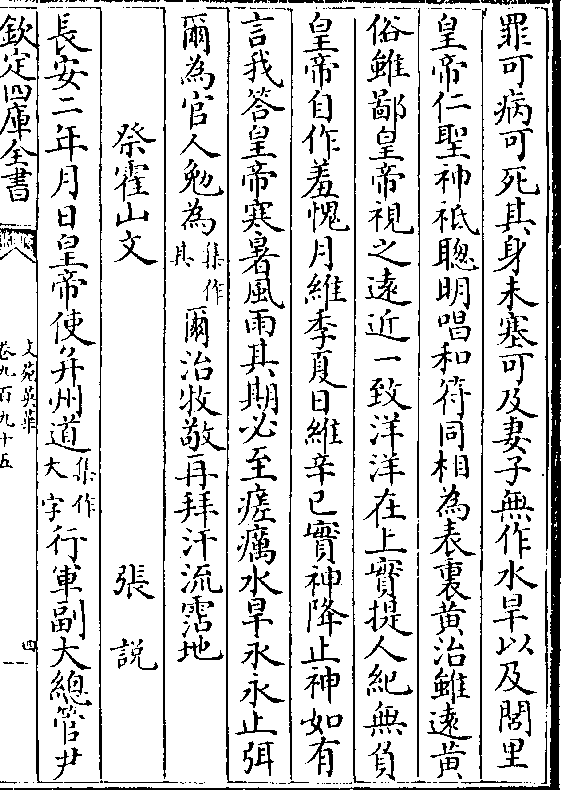 罪可病可死其身未塞可及妻子無作水旱以及閭里
皇帝仁聖神祗聰明唱和符同相為表裏黄治雖遠黄
俗雖鄙皇帝視之遠近一致洋洋在上實提人紀無負
皇帝自作羞愧月維季夏日維辛已實神降止神如有
言我答皇帝寒暑風雨其期必至瘥癘水旱永永止弭
爾為官人勉為集作其爾治牧敬再拜汗流霑地
祭霍山文 張說
長安二年月日皇帝使并州道集作大字行軍副大總管尹
欽定四庫全書
文苑英華
卷九百九十五
四